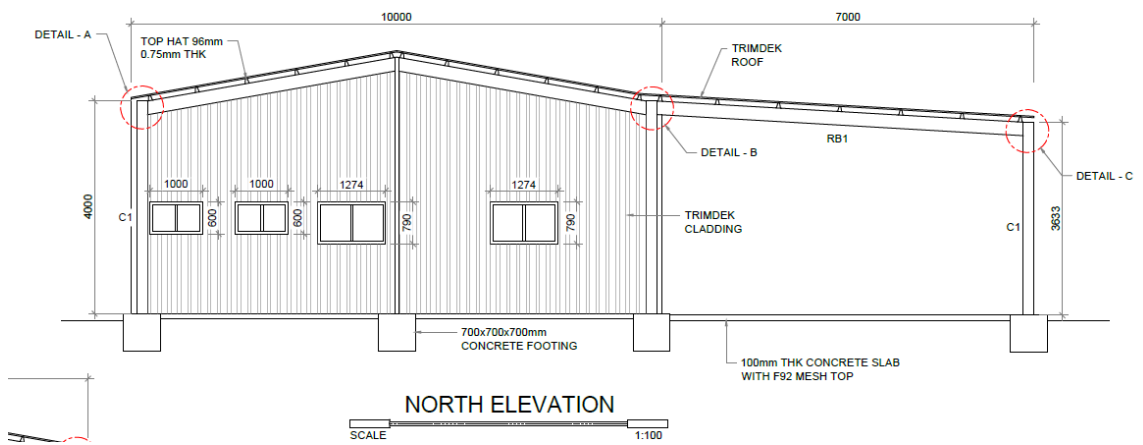 10000
7000
DETAIL - A
TOP HAT 96mm
0.75mm THK
TRIMDEK
ROOF
DETAIL - B
RB1
DETAIL - C
1000
1000
1274
1274
4000
C1
600
600
790
790
TRIMDEK
CLADDING
C1
3633
700x700x700mm
CONCRETE FOOTING
100mm THK CONCRETE SLAB
WITH F92 MESH TOP
NORTH ELEVATION
SCALE
1:100